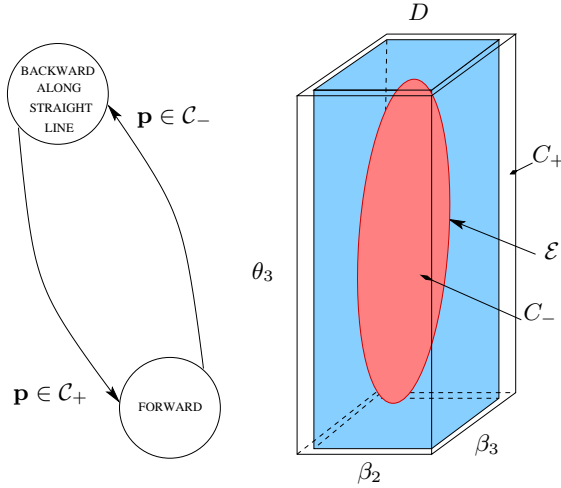 BACKWARD
ALONG
STRAIGHT
LINE
𝐩 ∈ 𝒞₋
𝐩 ∈ 𝒞₊
FORWARD
D
C₊
ℰ
θ₃
C₋
β₃
β₂